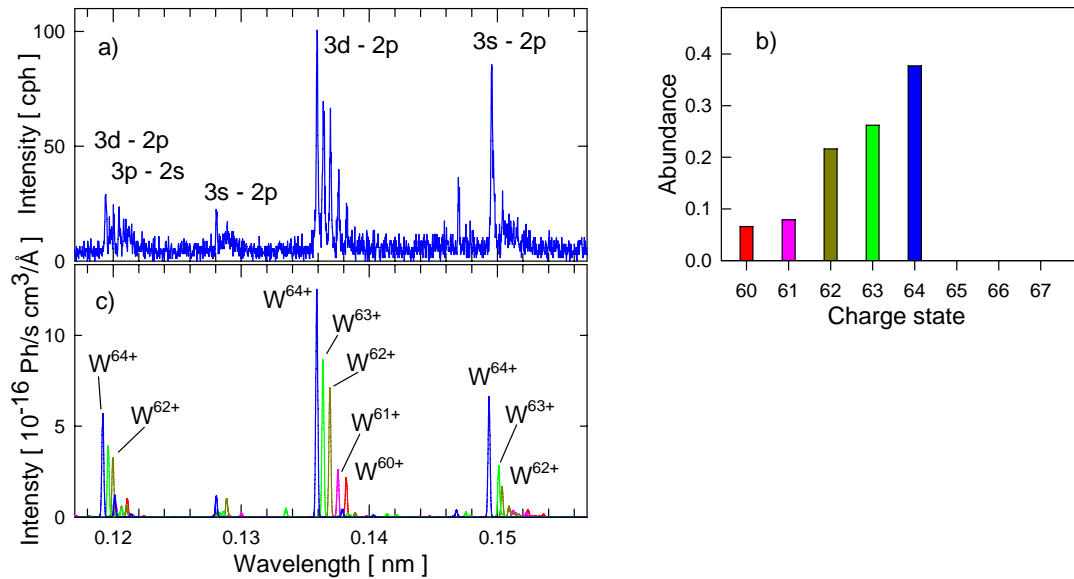 a)
100
50
0
Intensity [ cph ]
3d - 2p
3p - 2s
3s - 2p
3d - 2p
3s - 2p
c)
10
5
0
Intensty [ 10⁻¹⁶ Ph/s cm³/Å ]
W⁶⁴⁺
W⁶²⁺
W⁶⁴⁺
W⁶³⁺
W⁶²⁺
W⁶¹⁺
W⁶⁰⁺
W⁶⁴⁺
W⁶³⁺
W⁶²⁺
0.12 0.13 0.14 0.15
Wavelength [ nm ]
b)
0.4
0.3
0.2
0.1
0.0
Abundance
60 61 62 63 64 65 66 67
Charge state